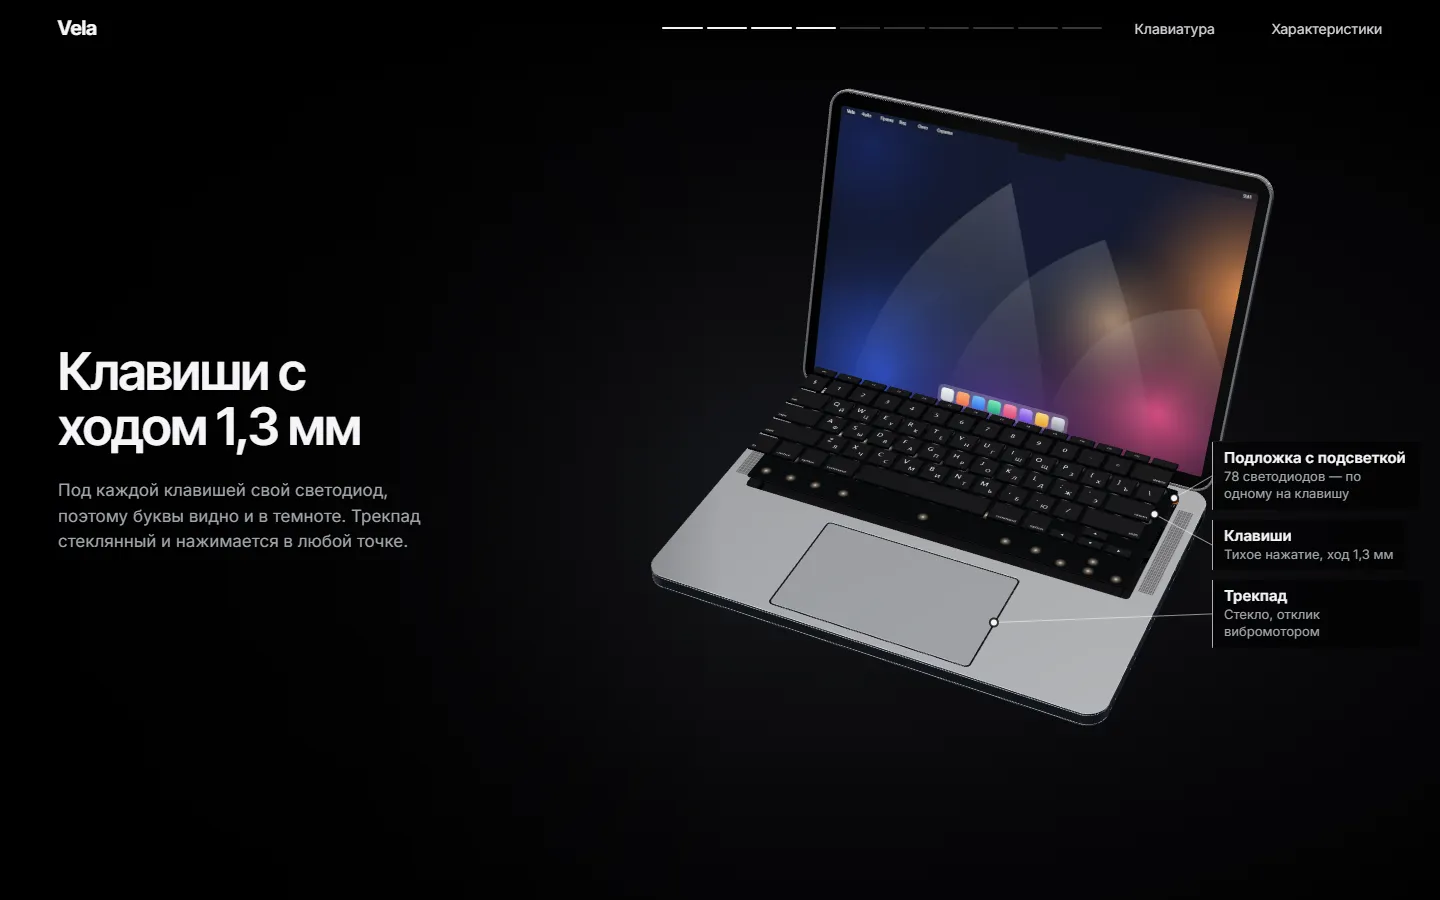 Vela
Клавиатура
Характеристики
Клавиши с
ходом 1,3 мм
Под каждой клавишей свой светодиод,
поэтому буквы видно и в темноте. Трекпад
стеклянный и нажимается в любой точке.
Подложка с подсветкой
78 светодиодов — по
одному на клавишу
Клавиши
Тихое нажатие, ход 1,3 мм
Трекпад
Стекло, отклик
вибромотором